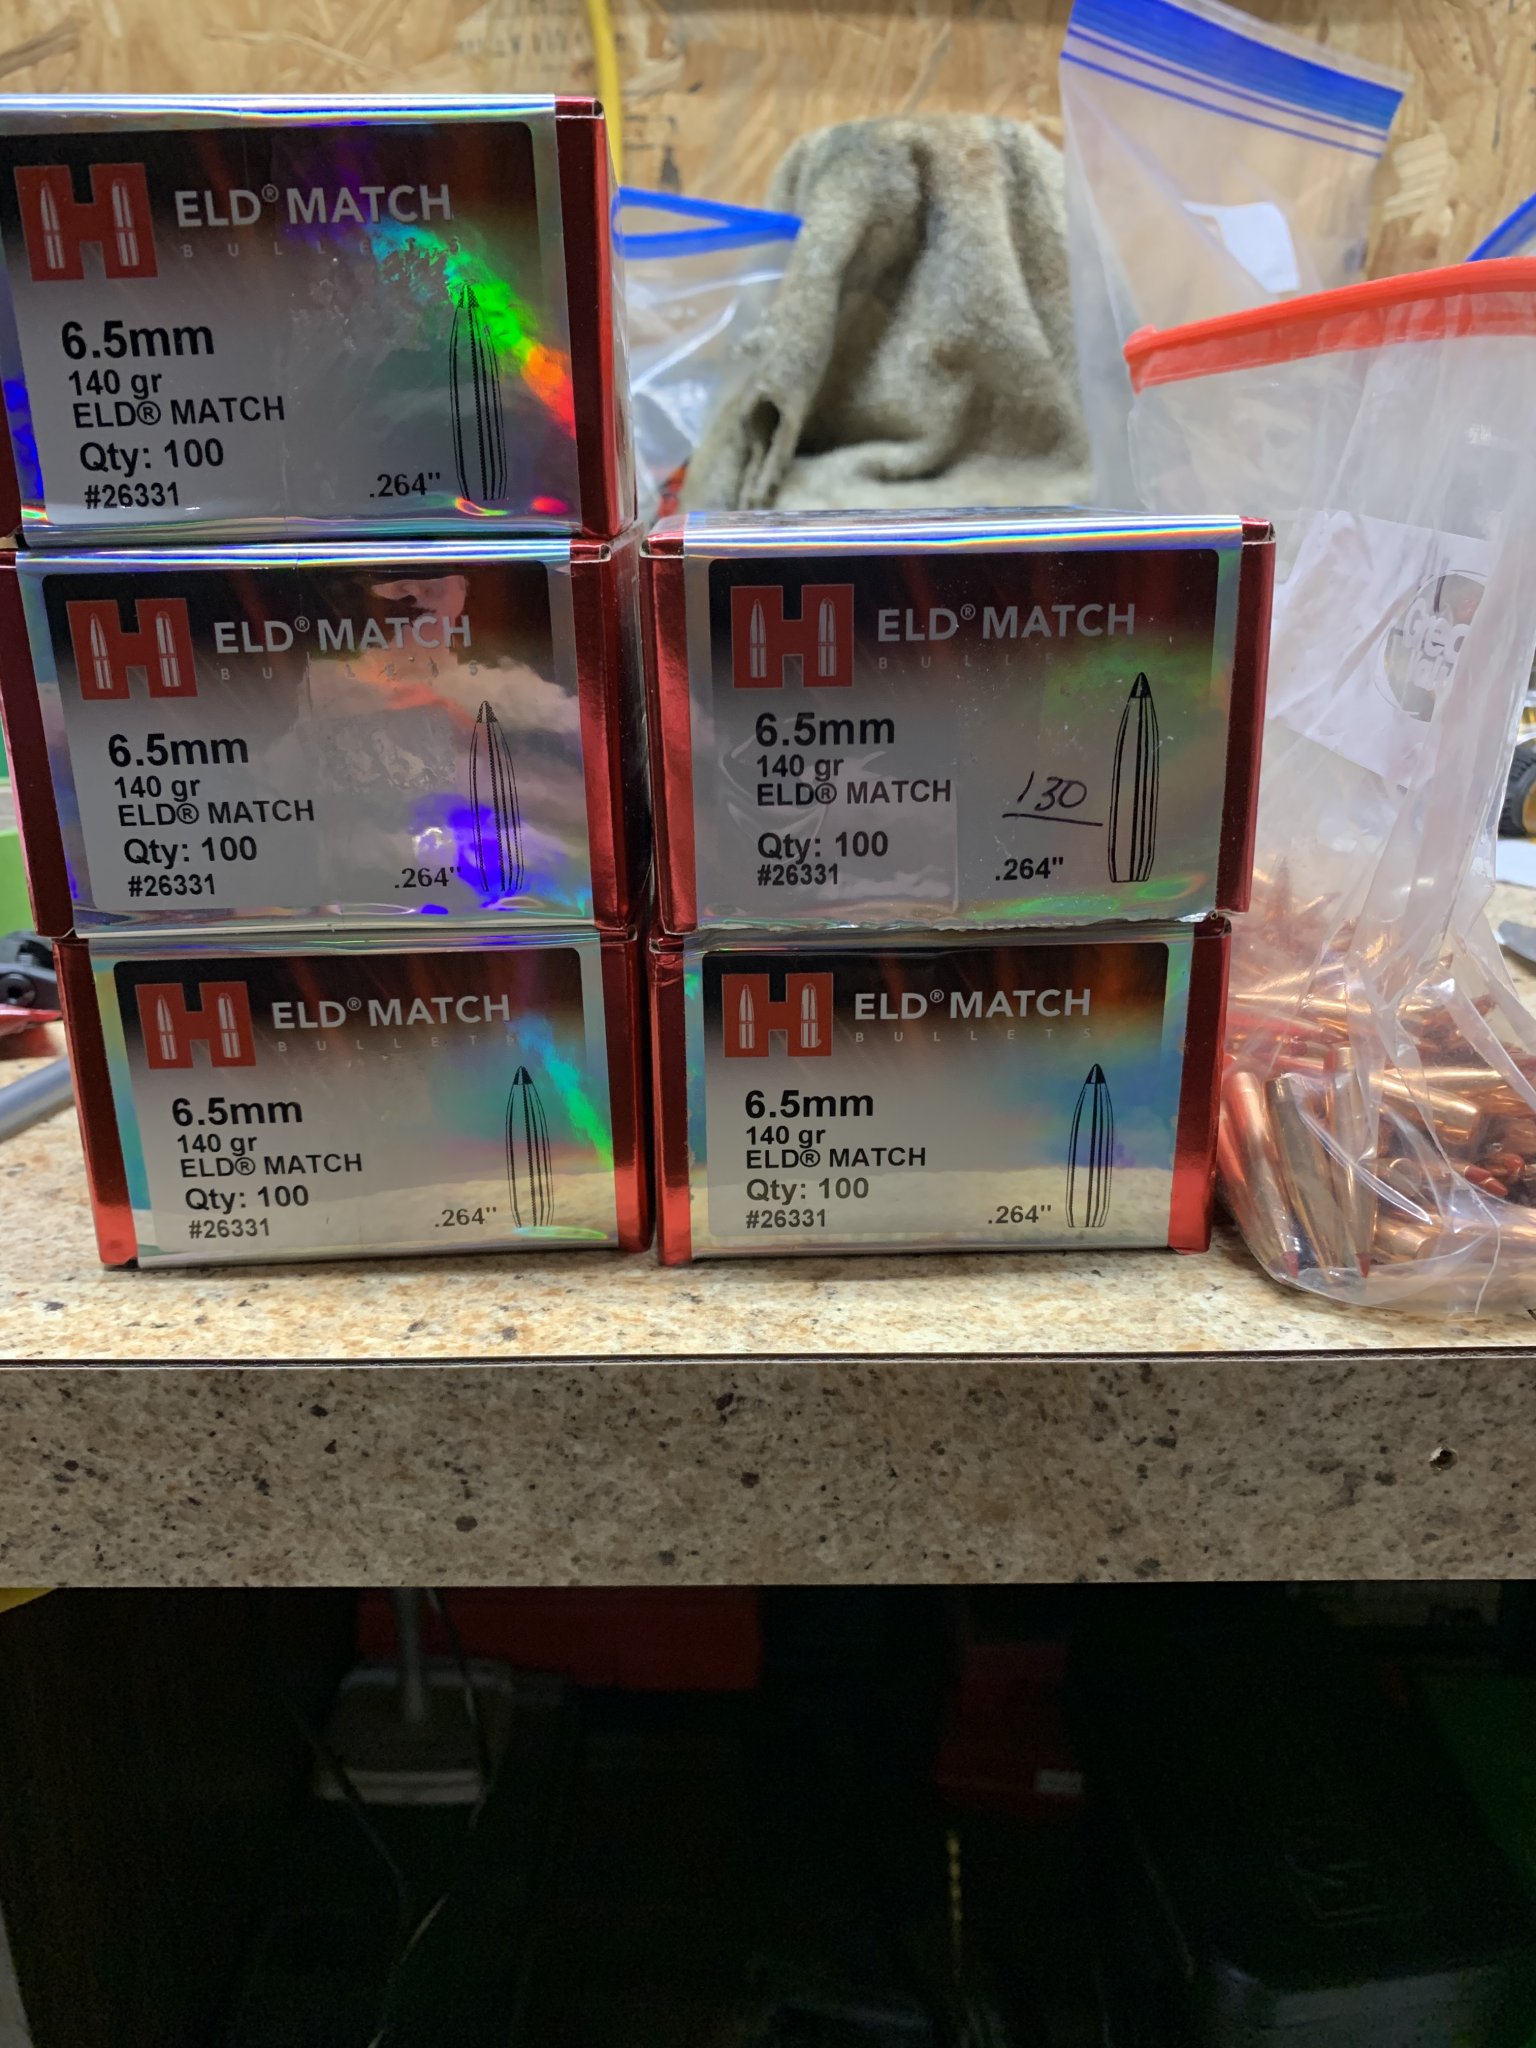 ELD® MATCH
BULLETS
6.5mm
140 gr
ELD® MATCH
Qty: 100
#26331
.264"
ELD® MATCH
BULLETS
6.5mm
140 gr
ELD® MATCH
Qty: 100
#26331
.264"
ELD® MATCH
BULLETS
6.5mm
140 gr
ELD® MATCH
Qty: 100
#26331
.264"
ELD® MATCH
BULLE
6.5mm
140 gr
ELD® MATCH
130
Qty: 100
#26331
.264"
ELD® MATCH
BULLETS
6.5mm
140 gr
ELD® MATCH
Qty: 100
#26331
.264"